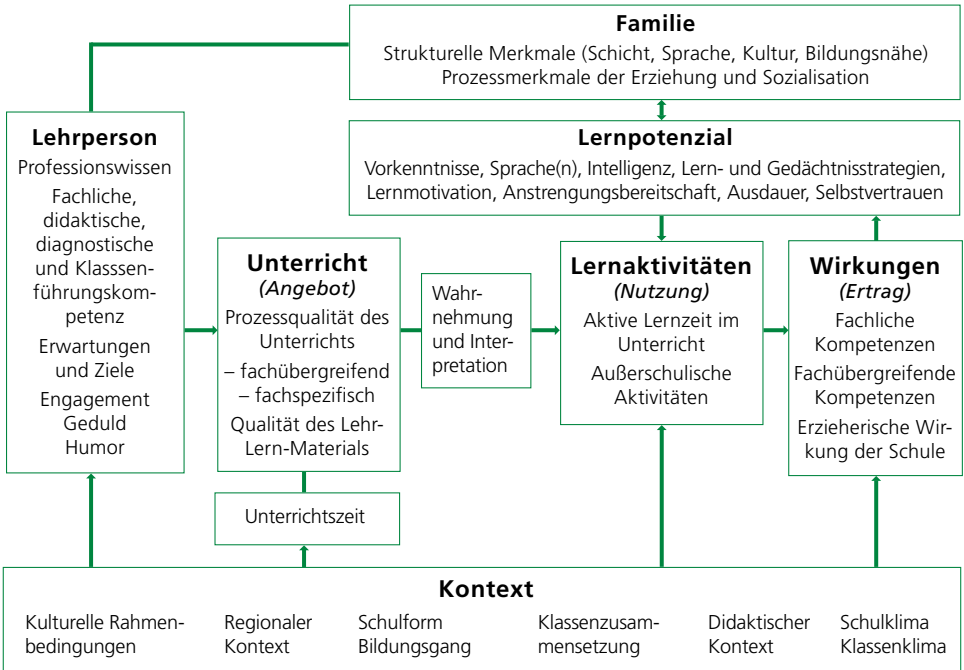 Familie
Strukturelle Merkmale (Schicht, Sprache, Kultur, Bildungsnähe)
Prozessmerkmale der Erziehung und Sozialisation
Lehrperson
Professionswissen
Fachliche,
didaktische,
diagnostische
und Klasssen-
führungskom-
petenz
Erwartungen
und Ziele
Engagement
Geduld
Humor
Lernpotenzial
Vorkenntnisse, Sprache(n), Intelligenz, Lern- und Gedächtnisstrategien,
Lernmotivation, Anstrengungsbereitschaft, Ausdauer, Selbstvertrauen
Unterricht
(Angebot)
Prozessqualität des
Unterrichts
– fachübergreifend
– fachspezifisch
Qualität des Lehr-
Lern-Materials
Unterrichtszeit
Wahr-
nehmung
und Inter-
pretation
Lernaktivitäten
(Nutzung)
Aktive Lernzeit im
Unterricht
Außerschulische
Aktivitäten
Wirkungen
(Ertrag)
Fachliche
Kompetenzen
Fachübergreifende
Kompetenzen
Erzieherische Wir-
kung der Schule
Kontext
Kulturelle Rahmen-
bedingungen
Regionaler
Kontext
Schulform
Bildungsgang
Klassenzusam-
mensetzung
Didaktischer
Kontext
Schulklima
Klassenklima